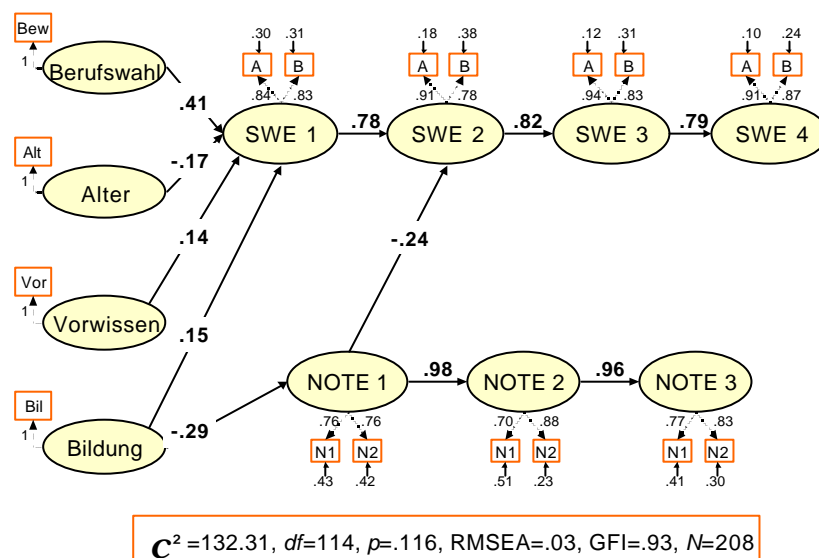 Bew
1
Berufswahl
.41
Alt
1
Alter
-.17
Vor
1
Vorwissen
.14
Bil
1
Bildung
.15
-.29
.30 .31
A B
.84 .83
SWE 1
.78
.18 .38
A B
.91 .78
SWE 2
.82
.12 .31
A B
.94 .83
SWE 3
.79
.10 .24
A B
.91 .87
SWE 4
-.24
NOTE 1
.98
NOTE 2
.96
NOTE 3
.76 .76
N1 N2
.43 .42
.70 .88
N1 N2
.51 .23
.77 .83
N1 N2
.41 .30
c² =132.31, df=114, p=.116, RMSEA=.03, GFI=.93, N=208